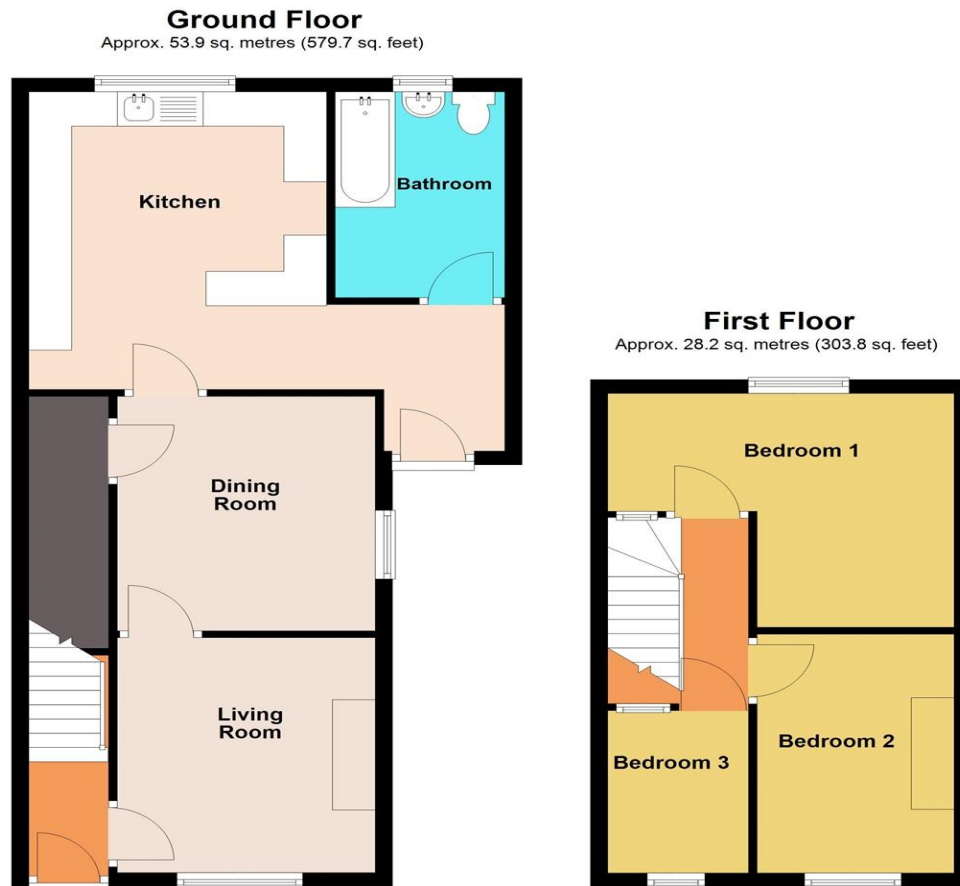 Ground Floor
Approx. 53.9 sq. metres (579.7 sq. feet)
Kitchen
Bathroom
Dining
Room
Living
Room
First Floor
Approx. 28.2 sq. metres (303.8 sq. feet)
Bedroom 1
Bedroom 2
Bedroom 3